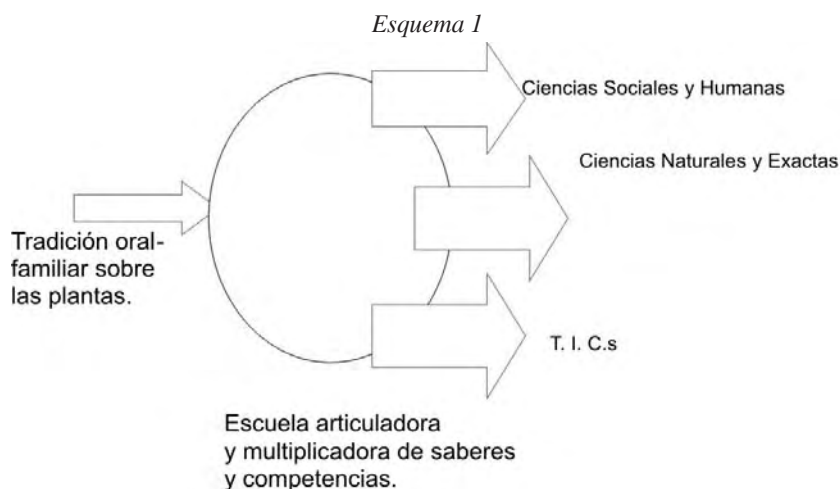 Esquema 1
Ciencias Sociales y Humanas
Ciencias Naturales y Exactas
Tradición oral-
familiar sobre
las plantas.
T. I. C.s
Escuela articuladora
y multiplicadora de saberes
y competencias.